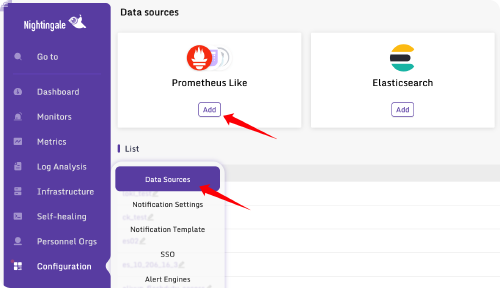 Nightingale
Data sources
Go to
Prometheus Like
Elasticsearch
Add
Add
Dashboard
Monitors
Metrics
List
Log Analysis
Data Sources
Infrastructure
Notification Settings
Self-healing
Notification Template
Personnel Orgs
SSO
Configuration
Alert Engines